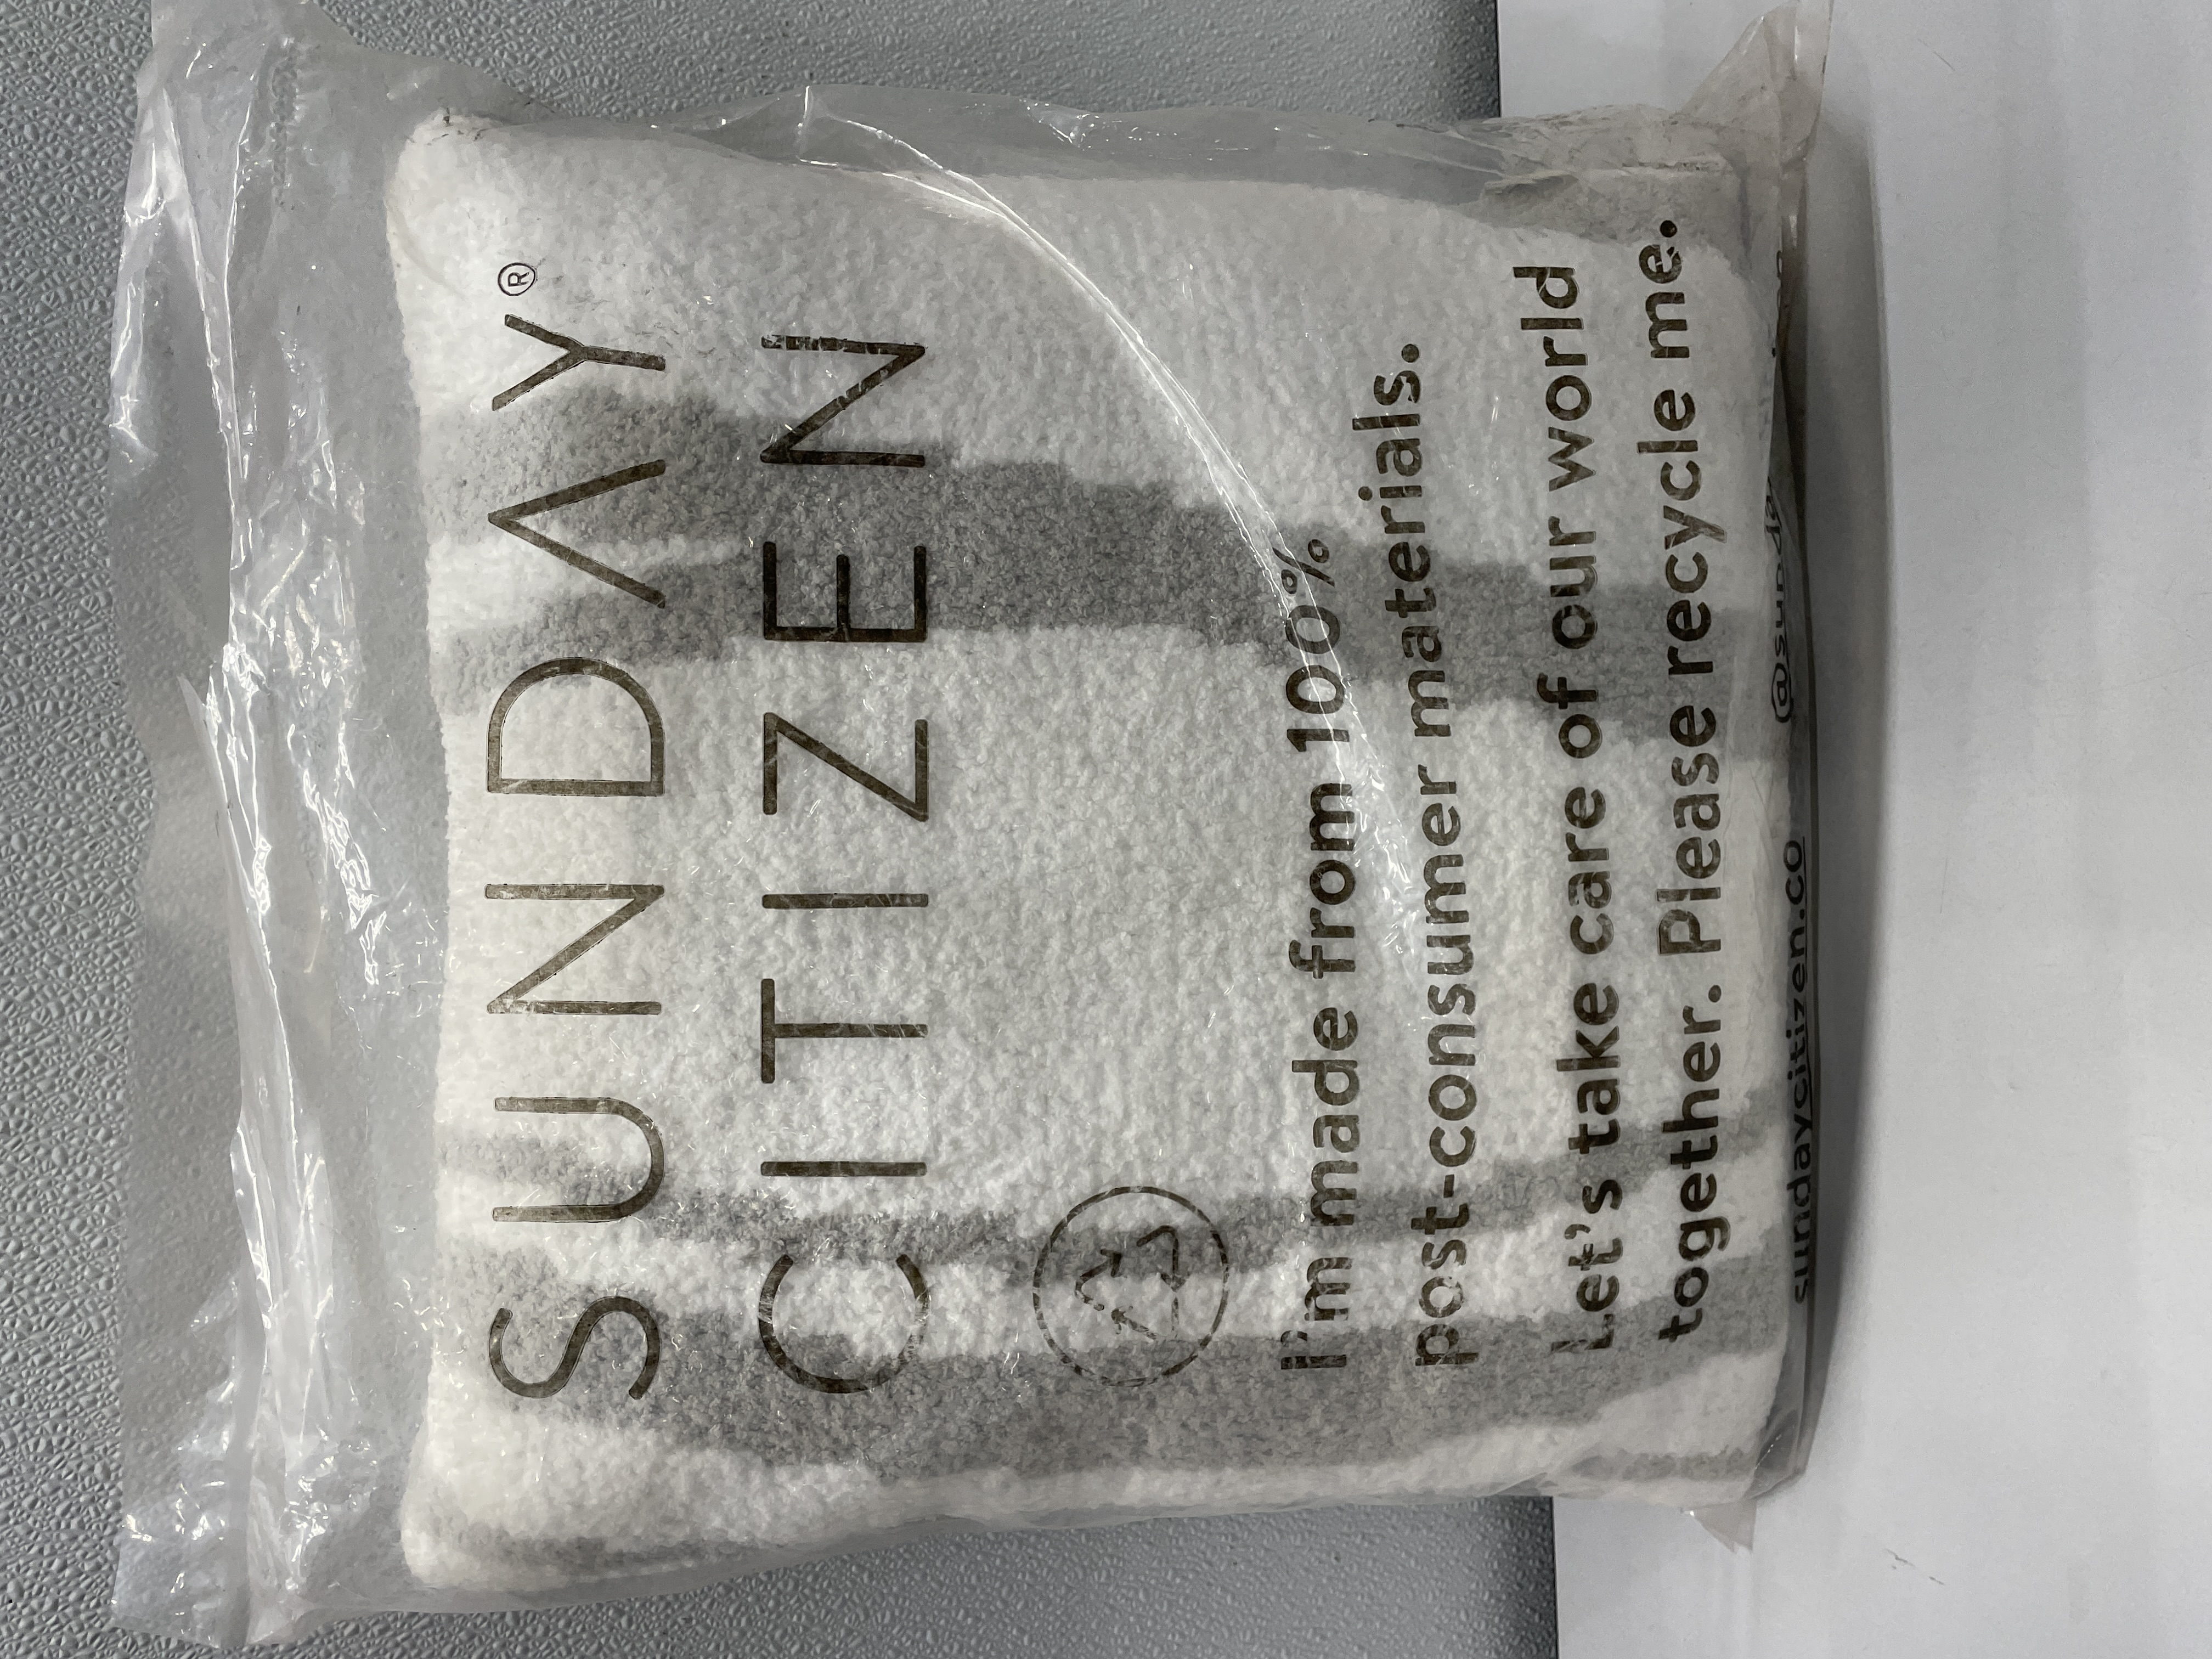 SUNDAY®
CITIZEN
I'm made from 100%
post-consumer materials.
Let's take care of our world
together. Please recycle me.
sundaycitizen.co